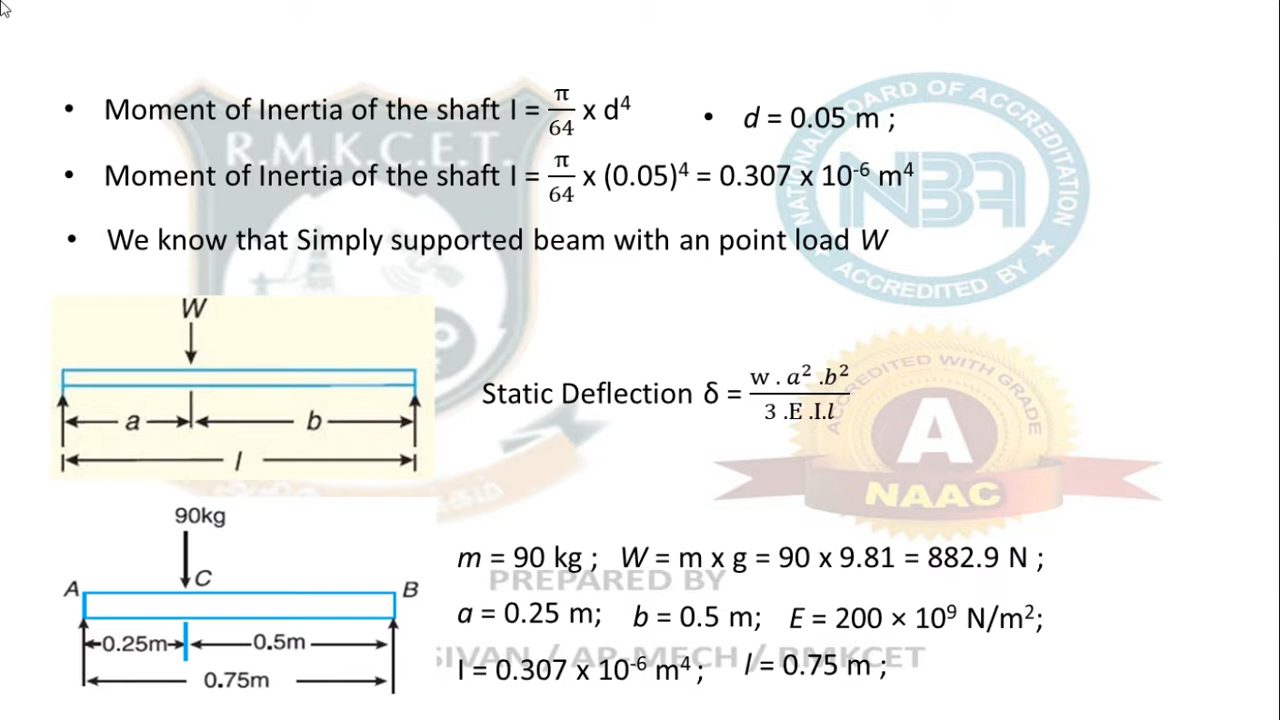 • Moment of Inertia of the shaft I = π/64 x d⁴
• d = 0.05 m ;
• Moment of Inertia of the shaft I = π/64 x (0.05)⁴ = 0.307 x 10⁻⁶ m⁴
• We know that Simply supported beam with an point load W
W
a b
l
Static Deflection δ = w . a² .b² / 3 .E .I.l
90kg
A C B
0.25m 0.5m
0.75m
m = 90 kg ; W = m x g = 90 x 9.81 = 882.9 N ;
a = 0.25 m; b = 0.5 m; E = 200 × 10⁹ N/m²;
I = 0.307 x 10⁻⁶ m⁴ ; l = 0.75 m ;
R.M.K.C.E.T.
NATIONAL BOARD OF ACCREDITATION
NBA
ACCREDITED BY
ACCREDITED WITH GRADE
A
NAAC
PREPARED BY
SIVAN / AP-MECH / RMKCET